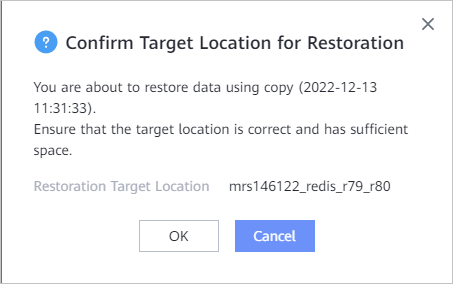 Confirm Target Location for Restoration
You are about to restore data using copy (2022-12-13
11:31:33).
Ensure that the target location is correct and has sufficient
space.
Restoration Target Location mrs146122_redis_r79_r80
OK Cancel